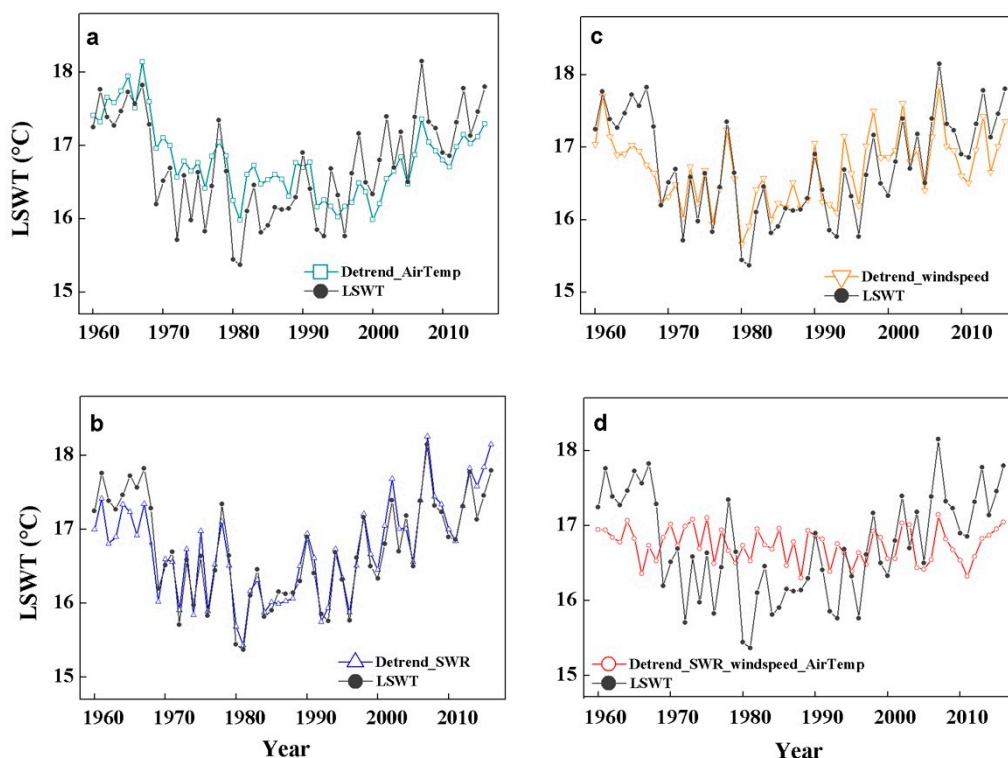 a
18
17
16
15
LSWT (°C)
Detrend_AirTemp
LSWT
1960 1970 1980 1990 2000 2010
c
18
17
16
15
Detrend_windspeed
LSWT
1960 1970 1980 1990 2000 2010
b
18
17
16
15
LSWT (°C)
Detrend_SWR
LSWT
1960 1970 1980 1990 2000 2010
Year
d
18
17
16
15
Detrend_SWR_windspeed_AirTemp
LSWT
1960 1970 1980 1990 2000 2010
Year